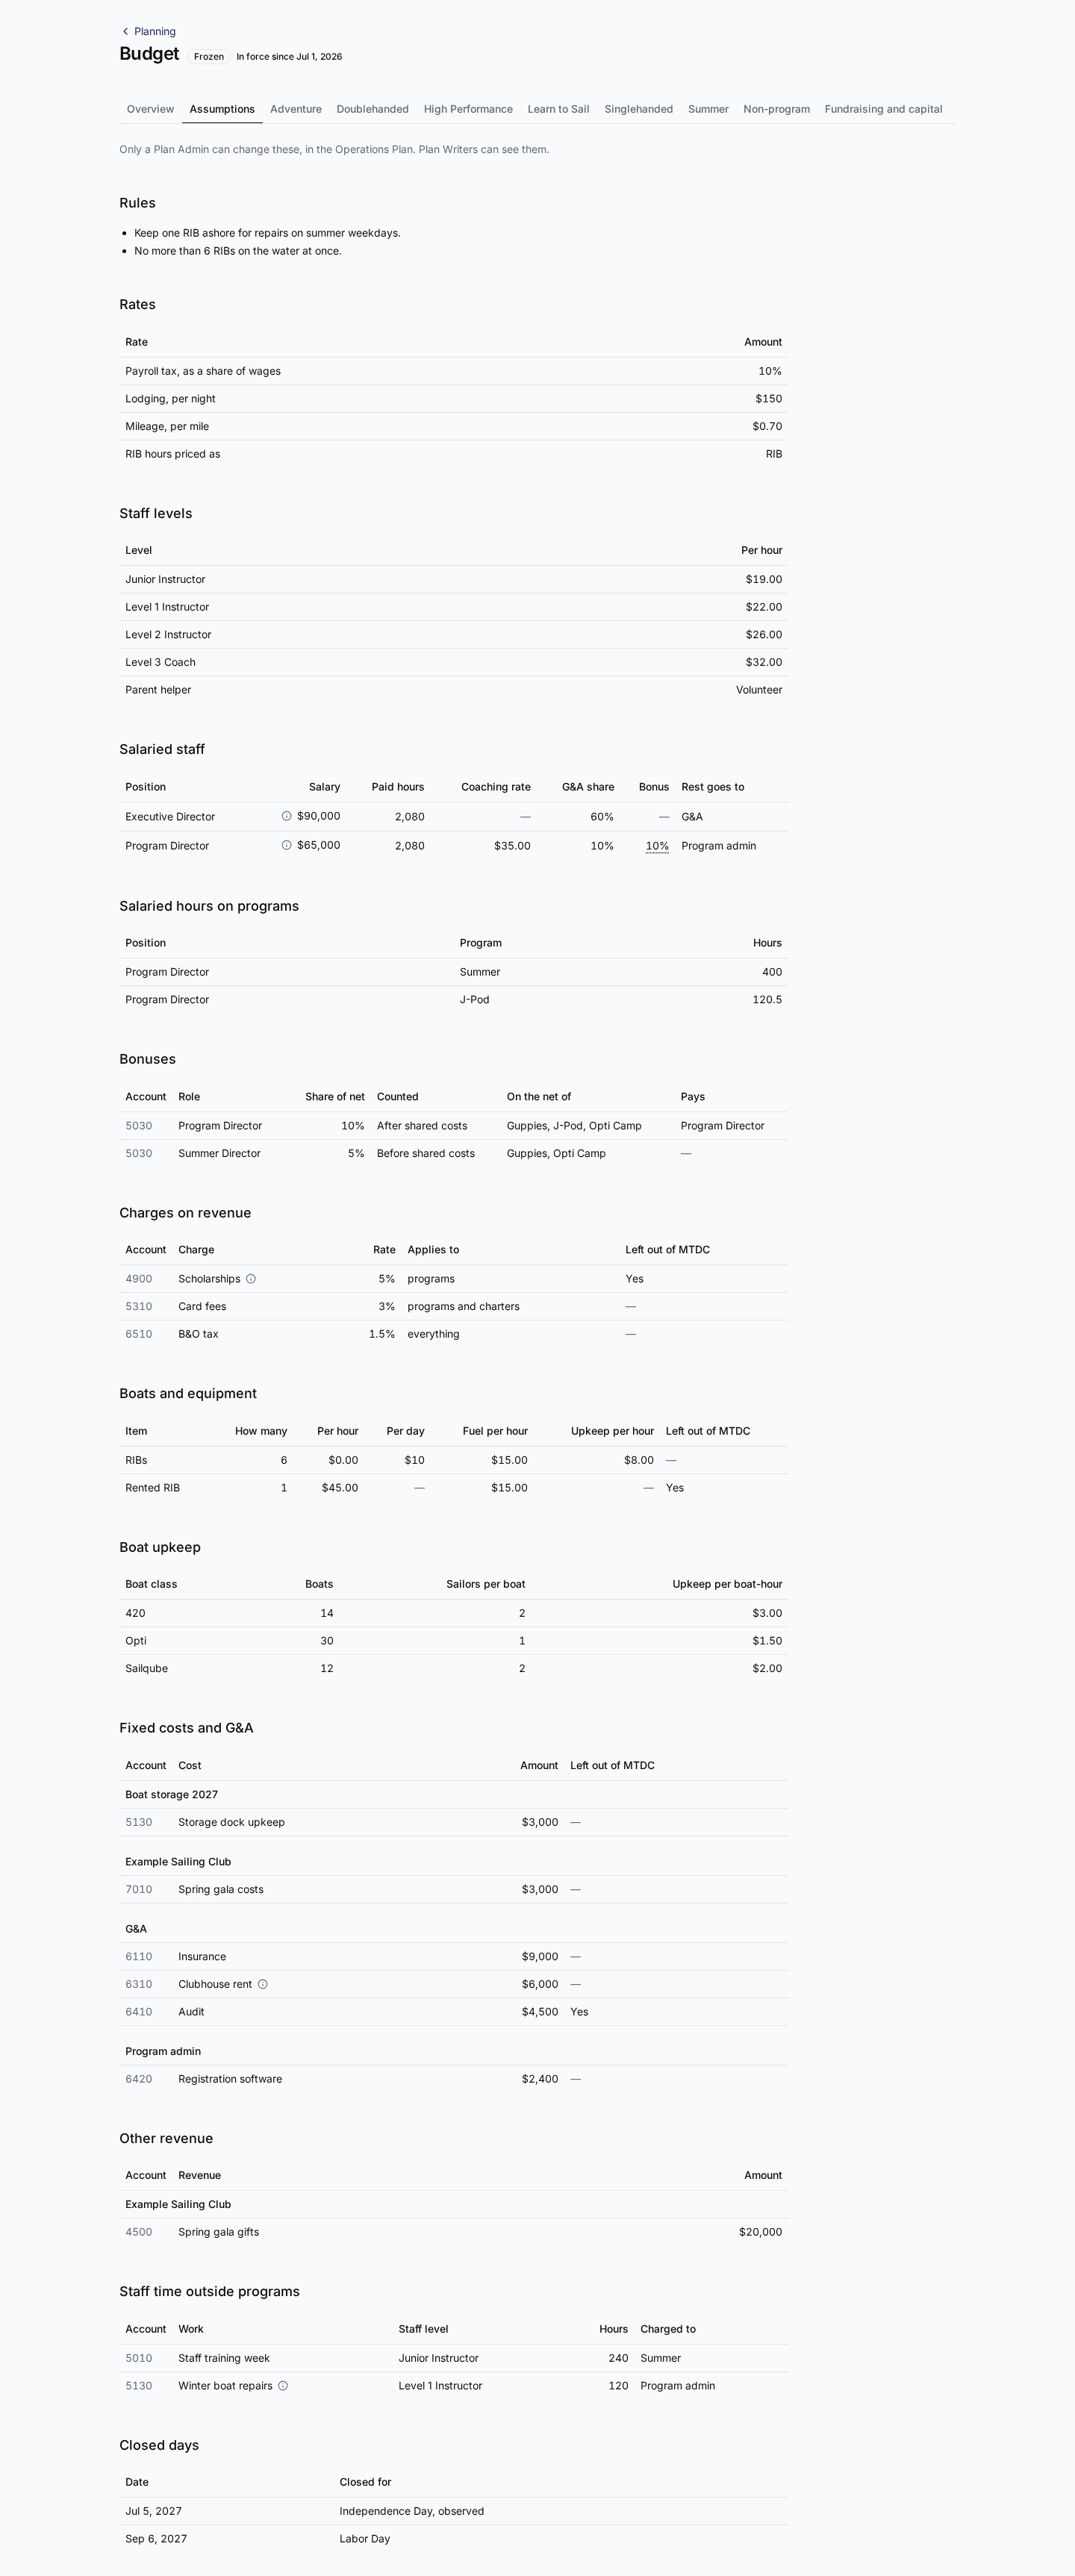 Planning
Budget Frozen In force since Jul 1, 2026
Overview Assumptions Adventure Doublehanded High Performance Learn to Sail Singlehanded Summer Non-program Fundraising and capital
Only a Plan Admin can change these, in the Operations Plan. Plan Writers can see them.
Rules
• Keep one RIB ashore for repairs on summer weekdays.
• No more than 6 RIBs on the water at once.
Rates
Rate Amount
Payroll tax, as a share of wages 10%
Lodging, per night $150
Mileage, per mile $0.70
RIB hours priced as RIB
Staff levels
Level Per hour
Junior Instructor $19.00
Level 1 Instructor $22.00
Level 2 Instructor $26.00
Level 3 Coach $32.00
Parent helper Volunteer
Salaried staff
Position Salary Paid hours Coaching rate G&A share Bonus Rest goes to
Executive Director $90,000 2,080 — 60% — G&A
Program Director $65,000 2,080 $35.00 10% 10% Program admin
Salaried hours on programs
Position Program Hours
Program Director Summer 400
Program Director J-Pod 120.5
Bonuses
Account Role Share of net Counted On the net of Pays
5030 Program Director 10% After shared costs Guppies, J-Pod, Opti Camp Program Director
5030 Summer Director 5% Before shared costs Guppies, Opti Camp —
Charges on revenue
Account Charge Rate Applies to Left out of MTDC
4900 Scholarships 5% programs Yes
5310 Card fees 3% programs and charters —
6510 B&O tax 1.5% everything —
Boats and equipment
Item How many Per hour Per day Fuel per hour Upkeep per hour Left out of MTDC
RIBs 6 $0.00 $10 $15.00 $8.00 —
Rented RIB 1 $45.00 — $15.00 — Yes
Boat upkeep
Boat class Boats Sailors per boat Upkeep per boat-hour
420 14 2 $3.00
Opti 30 1 $1.50
Sailqube 12 2 $2.00
Fixed costs and G&A
Account Cost Amount Left out of MTDC
Boat storage 2027
5130 Storage dock upkeep $3,000 —
Example Sailing Club
7010 Spring gala costs $3,000 —
G&A
6110 Insurance $9,000 —
6310 Clubhouse rent $6,000 —
6410 Audit $4,500 Yes
Program admin
6420 Registration software $2,400 —
Other revenue
Account Revenue Amount
Example Sailing Club
4500 Spring gala gifts $20,000
Staff time outside programs
Account Work Staff level Hours Charged to
5010 Staff training week Junior Instructor 240 Summer
5130 Winter boat repairs Level 1 Instructor 120 Program admin
Closed days
Date Closed for
Jul 5, 2027 Independence Day, observed
Sep 6, 2027 Labor Day